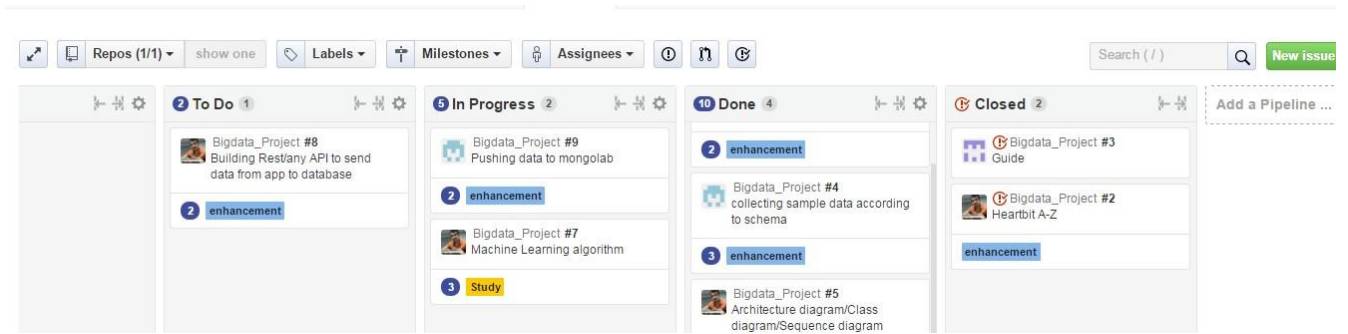 Repos (1/1) show one Labels Milestones Assignees Search ( / ) New issue
2 To Do 1
Bigdata_Project #8
Building Rest/any API to send
data from app to database
2 enhancement
5 In Progress 2
Bigdata_Project #9
Pushing data to mongolab
2 enhancement
Bigdata_Project #7
Machine Learning algorithm
3 Study
10 Done 4
2 enhancement
Bigdata_Project #4
collecting sample data according
to schema
3 enhancement
Bigdata_Project #5
Architecture diagram/Class
diagram/Sequence diagram
Closed 2
Bigdata_Project #3
Guide
Bigdata_Project #2
Heartbit A-Z
enhancement
Add a Pipeline ...